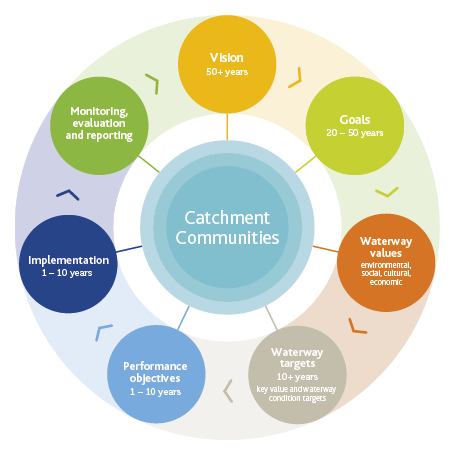 Vision
50+ years
Goals
20 – 50 years
Waterway
values
environmental,
social, cultural,
economic
Waterway
targets
10+ years
key value and waterway
condition targets
Performance
objectives
1 – 10 years
Implementation
1 – 10 years
Monitoring,
evaluation
and reporting
Catchment
Communities